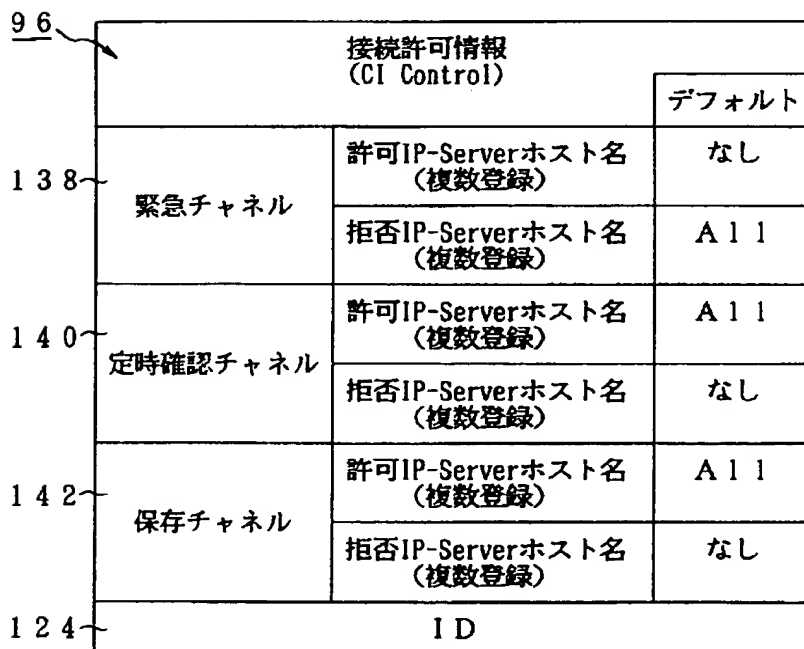 96
接続許可情報
(CI Control)
デフォルト
138
緊急チャネル
許可IP-Serverホスト名
(複数登録)
なし
拒否IP-Serverホスト名
(複数登録)
All
140
定時確認チャネル
許可IP-Serverホスト名
(複数登録)
All
拒否IP-Serverホスト名
(複数登録)
なし
142
保存チャネル
許可IP-Serverホスト名
(複数登録)
All
拒否IP-Serverホスト名
(複数登録)
なし
124
ID